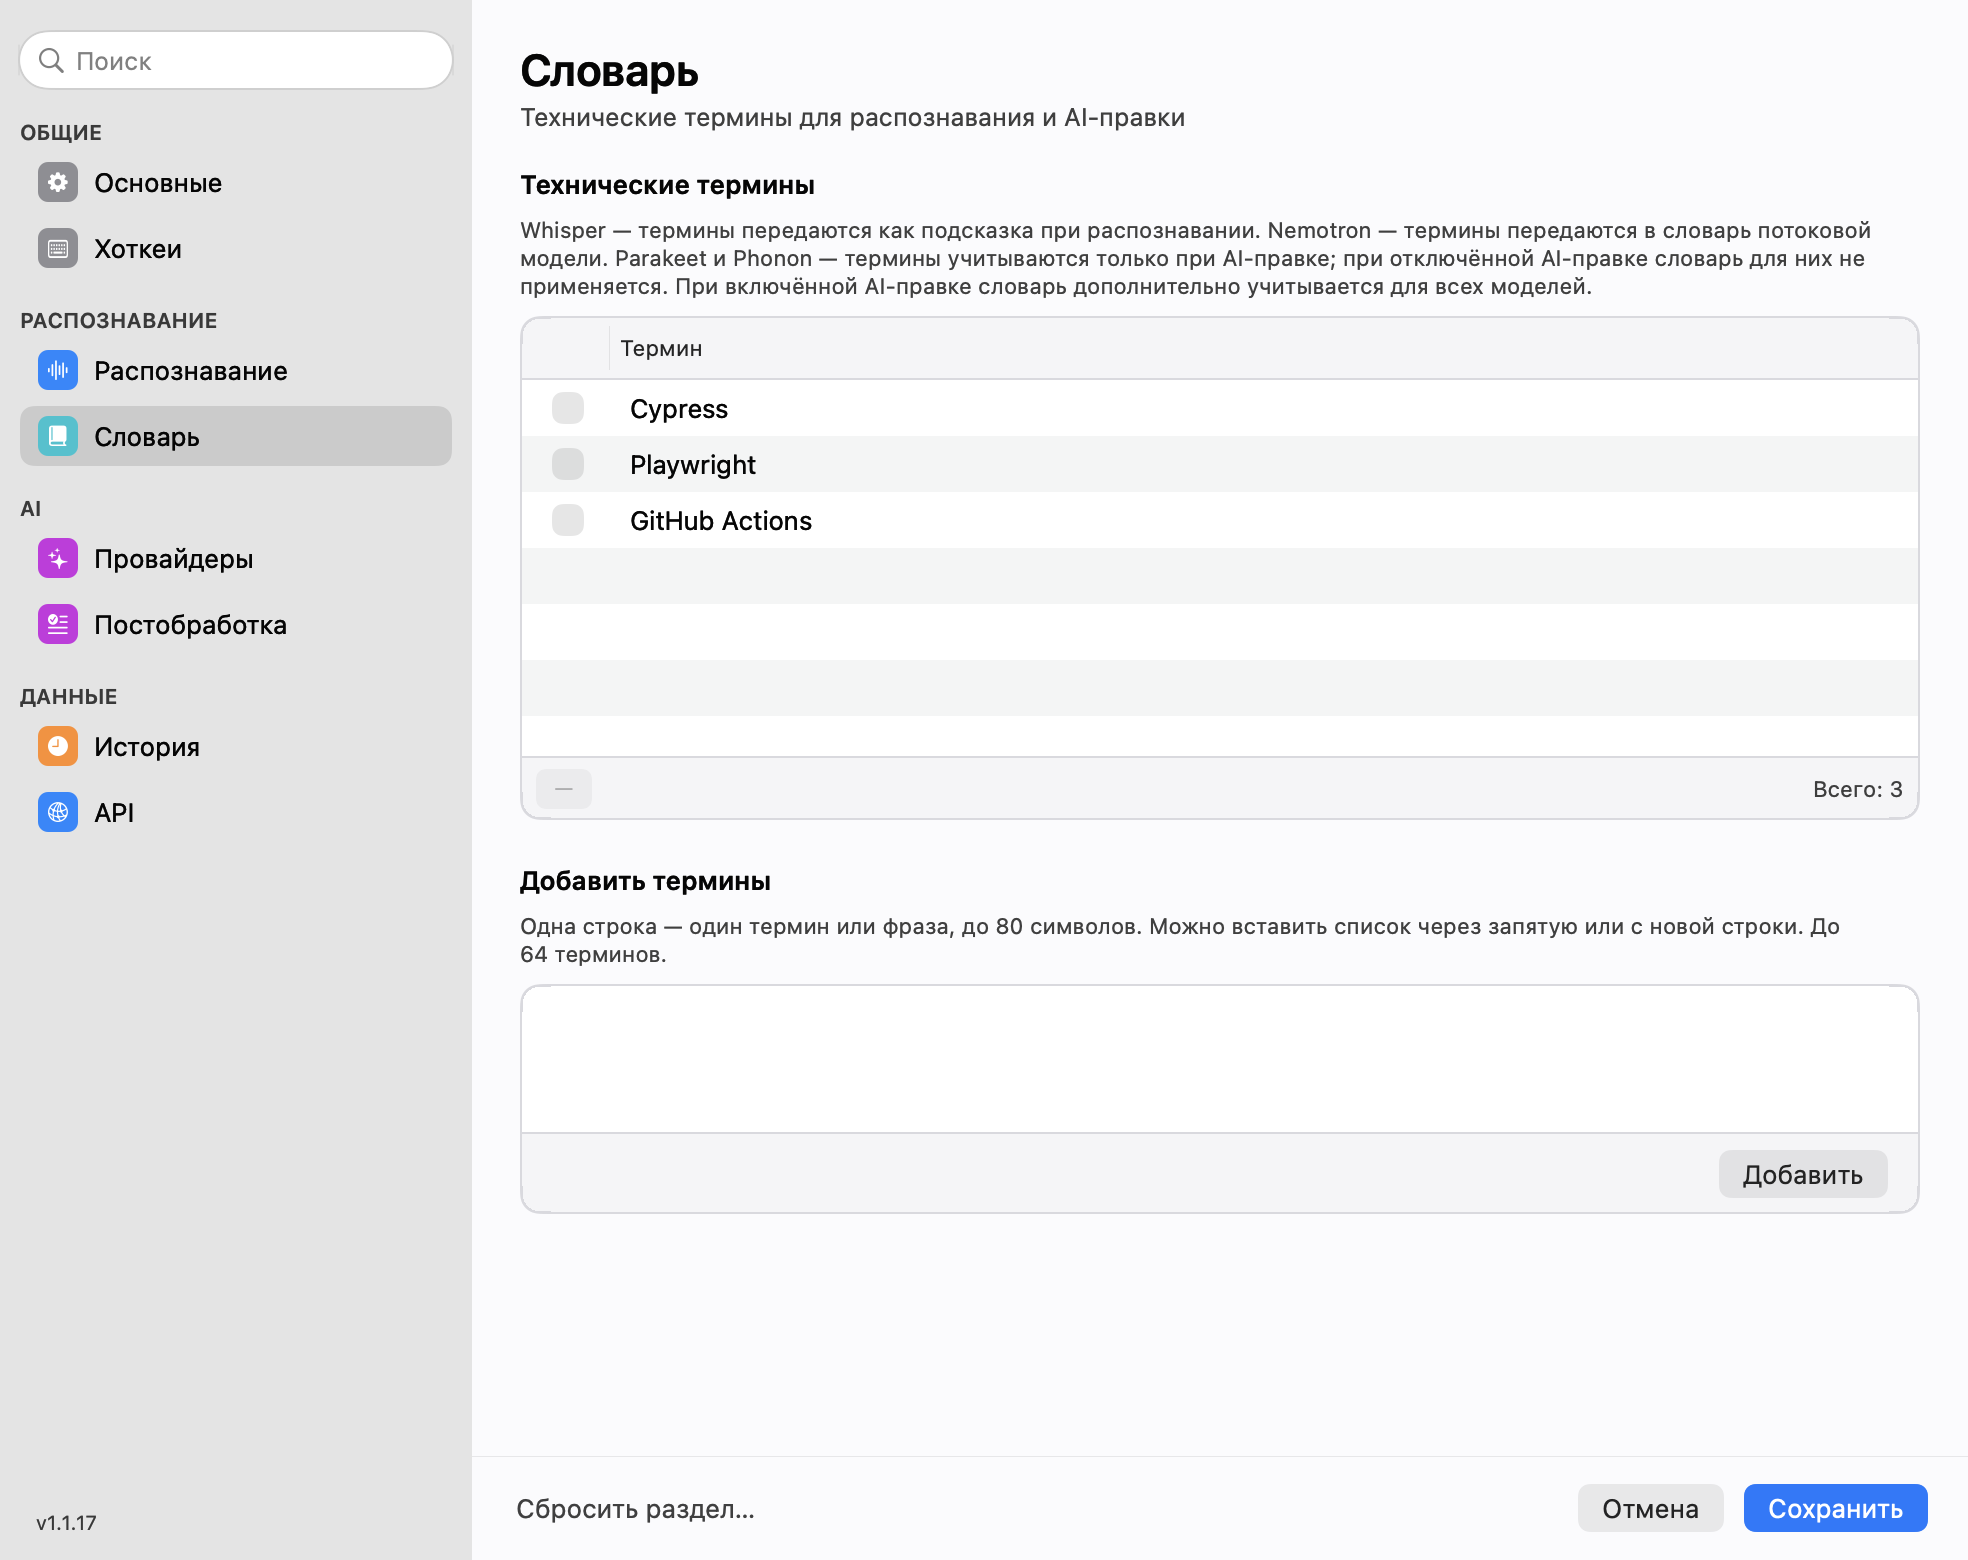 Поиск
ОБЩИЕ
Основные
Хоткеи
РАСПОЗНАВАНИЕ
Распознавание
Словарь
AI
Провайдеры
Постобработка
ДАННЫЕ
История
API
v1.1.17
Словарь
Технические термины для распознавания и AI-правки
Технические термины
Whisper — термины передаются как подсказка при распознавании. Nemotron — термины передаются в словарь потоковой
модели. Parakeet и Phonon — термины учитываются только при AI-правке; при отключённой AI-правке словарь для них не
применяется. При включённой AI-правке словарь дополнительно учитывается для всех моделей.
Термин
Cypress
Playwright
GitHub Actions
Всего: 3
Добавить термины
Одна строка — один термин или фраза, до 80 символов. Можно вставить список через запятую или с новой строки. До
64 терминов.
Добавить
Сбросить раздел...
Отмена
Сохранить